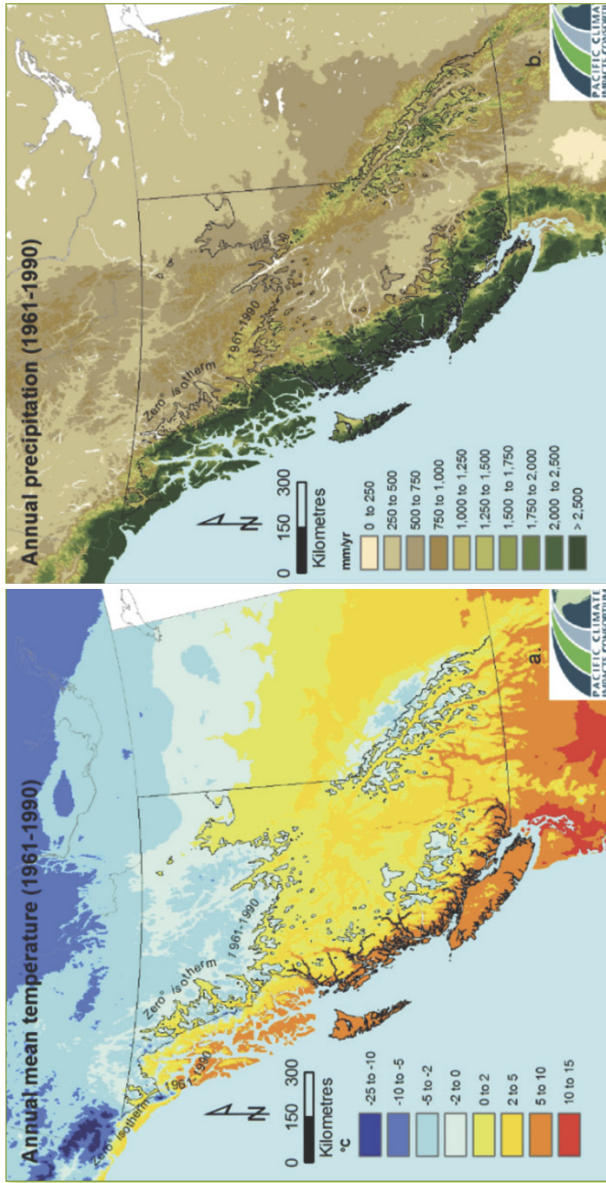 Annual mean temperature (1961-1990)
Zero° isotherm
1961-1990
Zero° isotherm
1961-1990
N
0 150 300
Kilometres
°C
-25 to -10
-10 to -5
-5 to -2
-2 to 0
0 to 2
2 to 5
5 to 10
10 to 15
a.
PACIFIC CLIMATE
IMPACTS CONSORTIUM
Annual precipitation (1961-1990)
Zero° isotherm
1961-1990
N
0 150 300
Kilometres
mm/yr
0 to 250
250 to 500
500 to 750
750 to 1,000
1,000 to 1,250
1,250 to 1,500
1,500 to 1,750
1,750 to 2,000
2,000 to 2,500
> 2,500
b.
PACIFIC CLIMA
IMPACTS CONSORTI